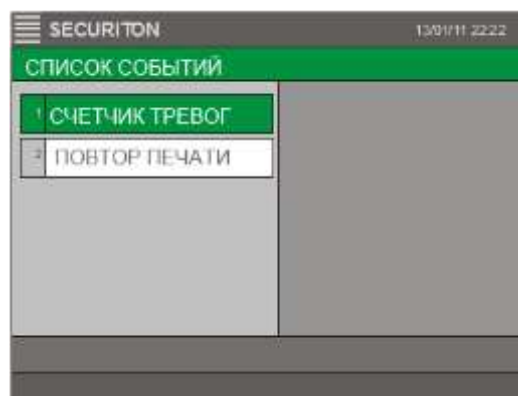 SECURITON 13/01/11 22:22
СПИСОК СОБЫТИЙ
1 СЧЕТЧИК ТРЕВОГ
2 ПОВТОР ПЕЧАТИ